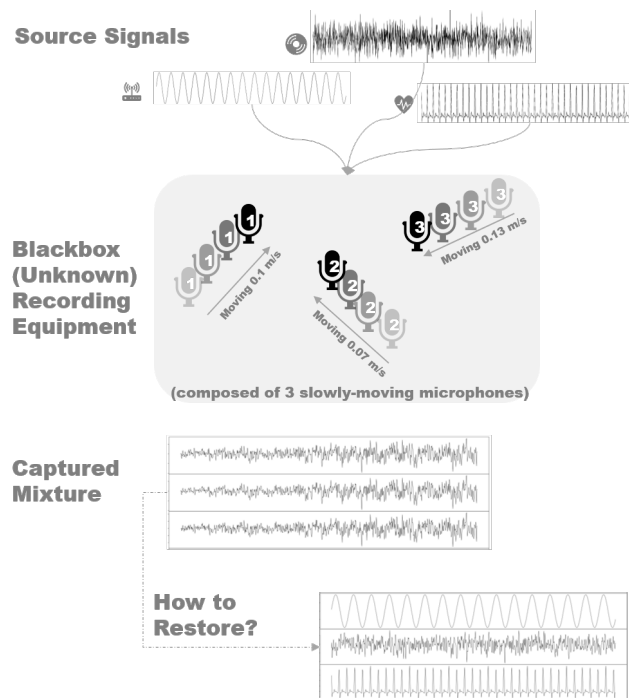 Source Signals
Blackbox
(Unknown)
Recording
Equipment
1
1
1
1
Moving 0.1 m/s
2
2
2
2
Moving 0.07 m/s
3
3
3
3
Moving 0.13 m/s
(composed of 3 slowly-moving microphones)
Captured
Mixture
How to
Restore?